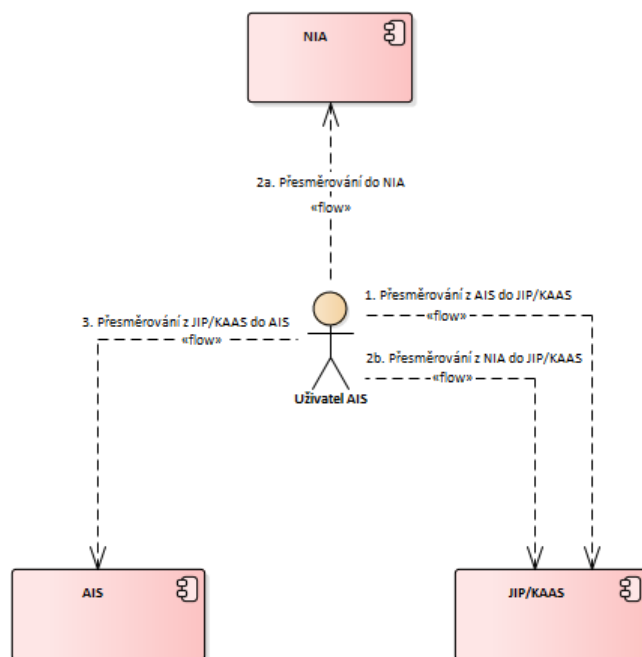 NIA
2a. Přesměrování do NIA
«flow»
1. Přesměrování z AIS do JIP/KAAS
«flow»
3. Přesměrování z JIP/KAAS do AIS
«flow»
2b. Přesměrování z NIA do JIP/KAAS
«flow»
Uživatel AIS
AIS
JIP/KAAS